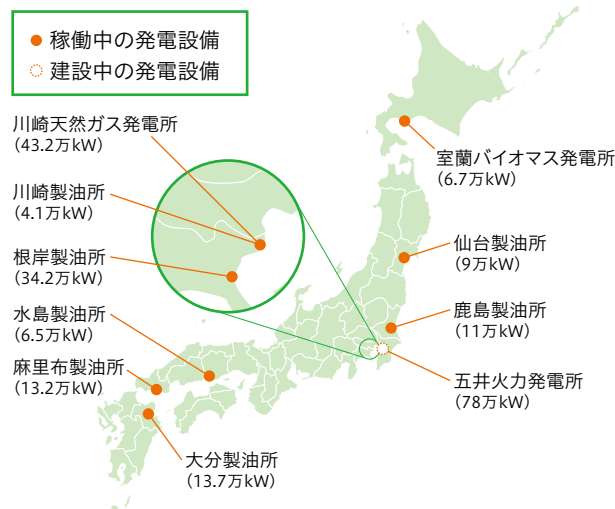 稼働中の発電設備
建設中の発電設備
川崎天然ガス発電所
(43.2万kW)
川崎製油所
(4.1万kW)
根岸製油所
(34.2万kW)
水島製油所
(6.5万kW)
麻里布製油所
(13.2万kW)
大分製油所
(13.7万kW)
室蘭バイオマス発電所
(6.7万kW)
仙台製油所
(9万kW)
鹿島製油所
(11万kW)
五井火力発電所
(78万kW)